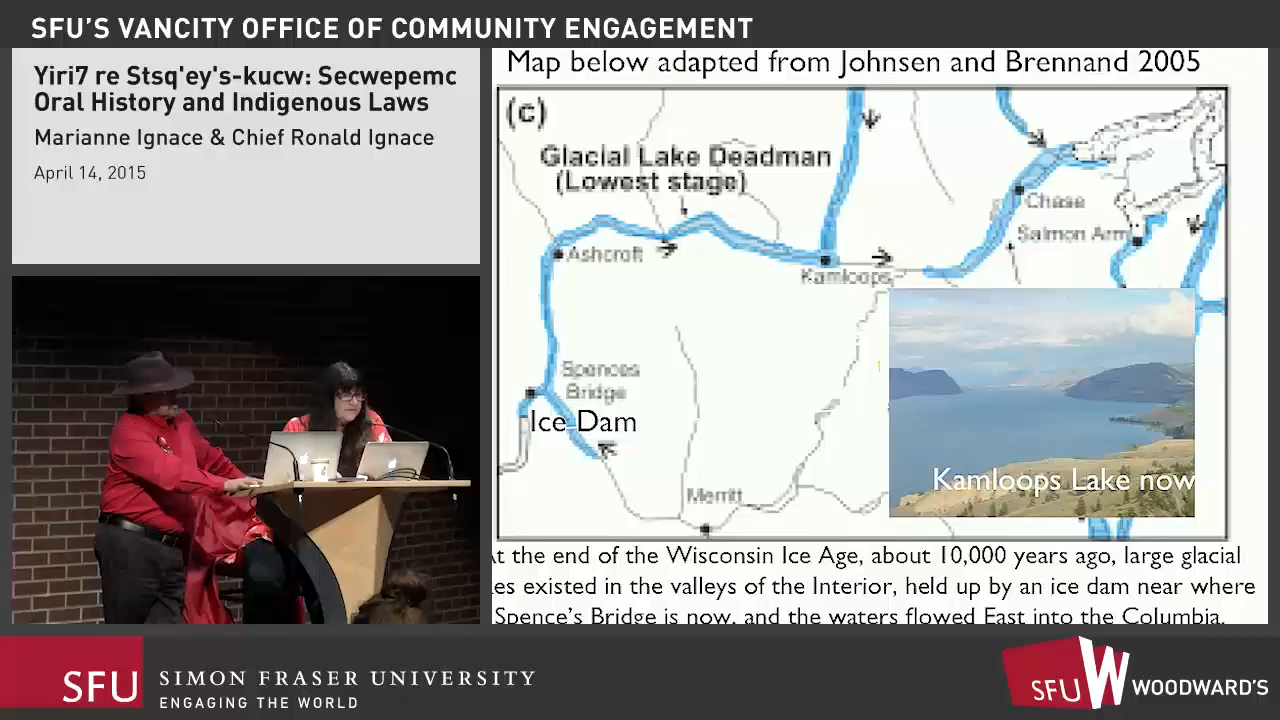 SFU'S VANCITY OFFICE OF COMMUNITY ENGAGEMENT
Yiri7 re Stsq'ey's-kucw: Secwepemc
Oral History and Indigenous Laws
Marianne Ignace & Chief Ronald Ignace
April 14, 2015
Map below adapted from Johnsen and Brennand 2005
(c)
Glacial Lake Deadman
(Lowest stage)
Chase
Salmon Arm
Ashcroft
Kamloops
Spences
Bridge
Ice Dam
Merritt
Kamloops Lake now
t the end of the Wisconsin Ice Age, about 10,000 years ago, large glacial
es existed in the valleys of the Interior, held up by an ice dam near where
Spence's Bridge is now, and the waters flowed East into the Columbia.
SFU
SIMON FRASER UNIVERSITY
ENGAGING THE WORLD
SFU W WOODWARD'S